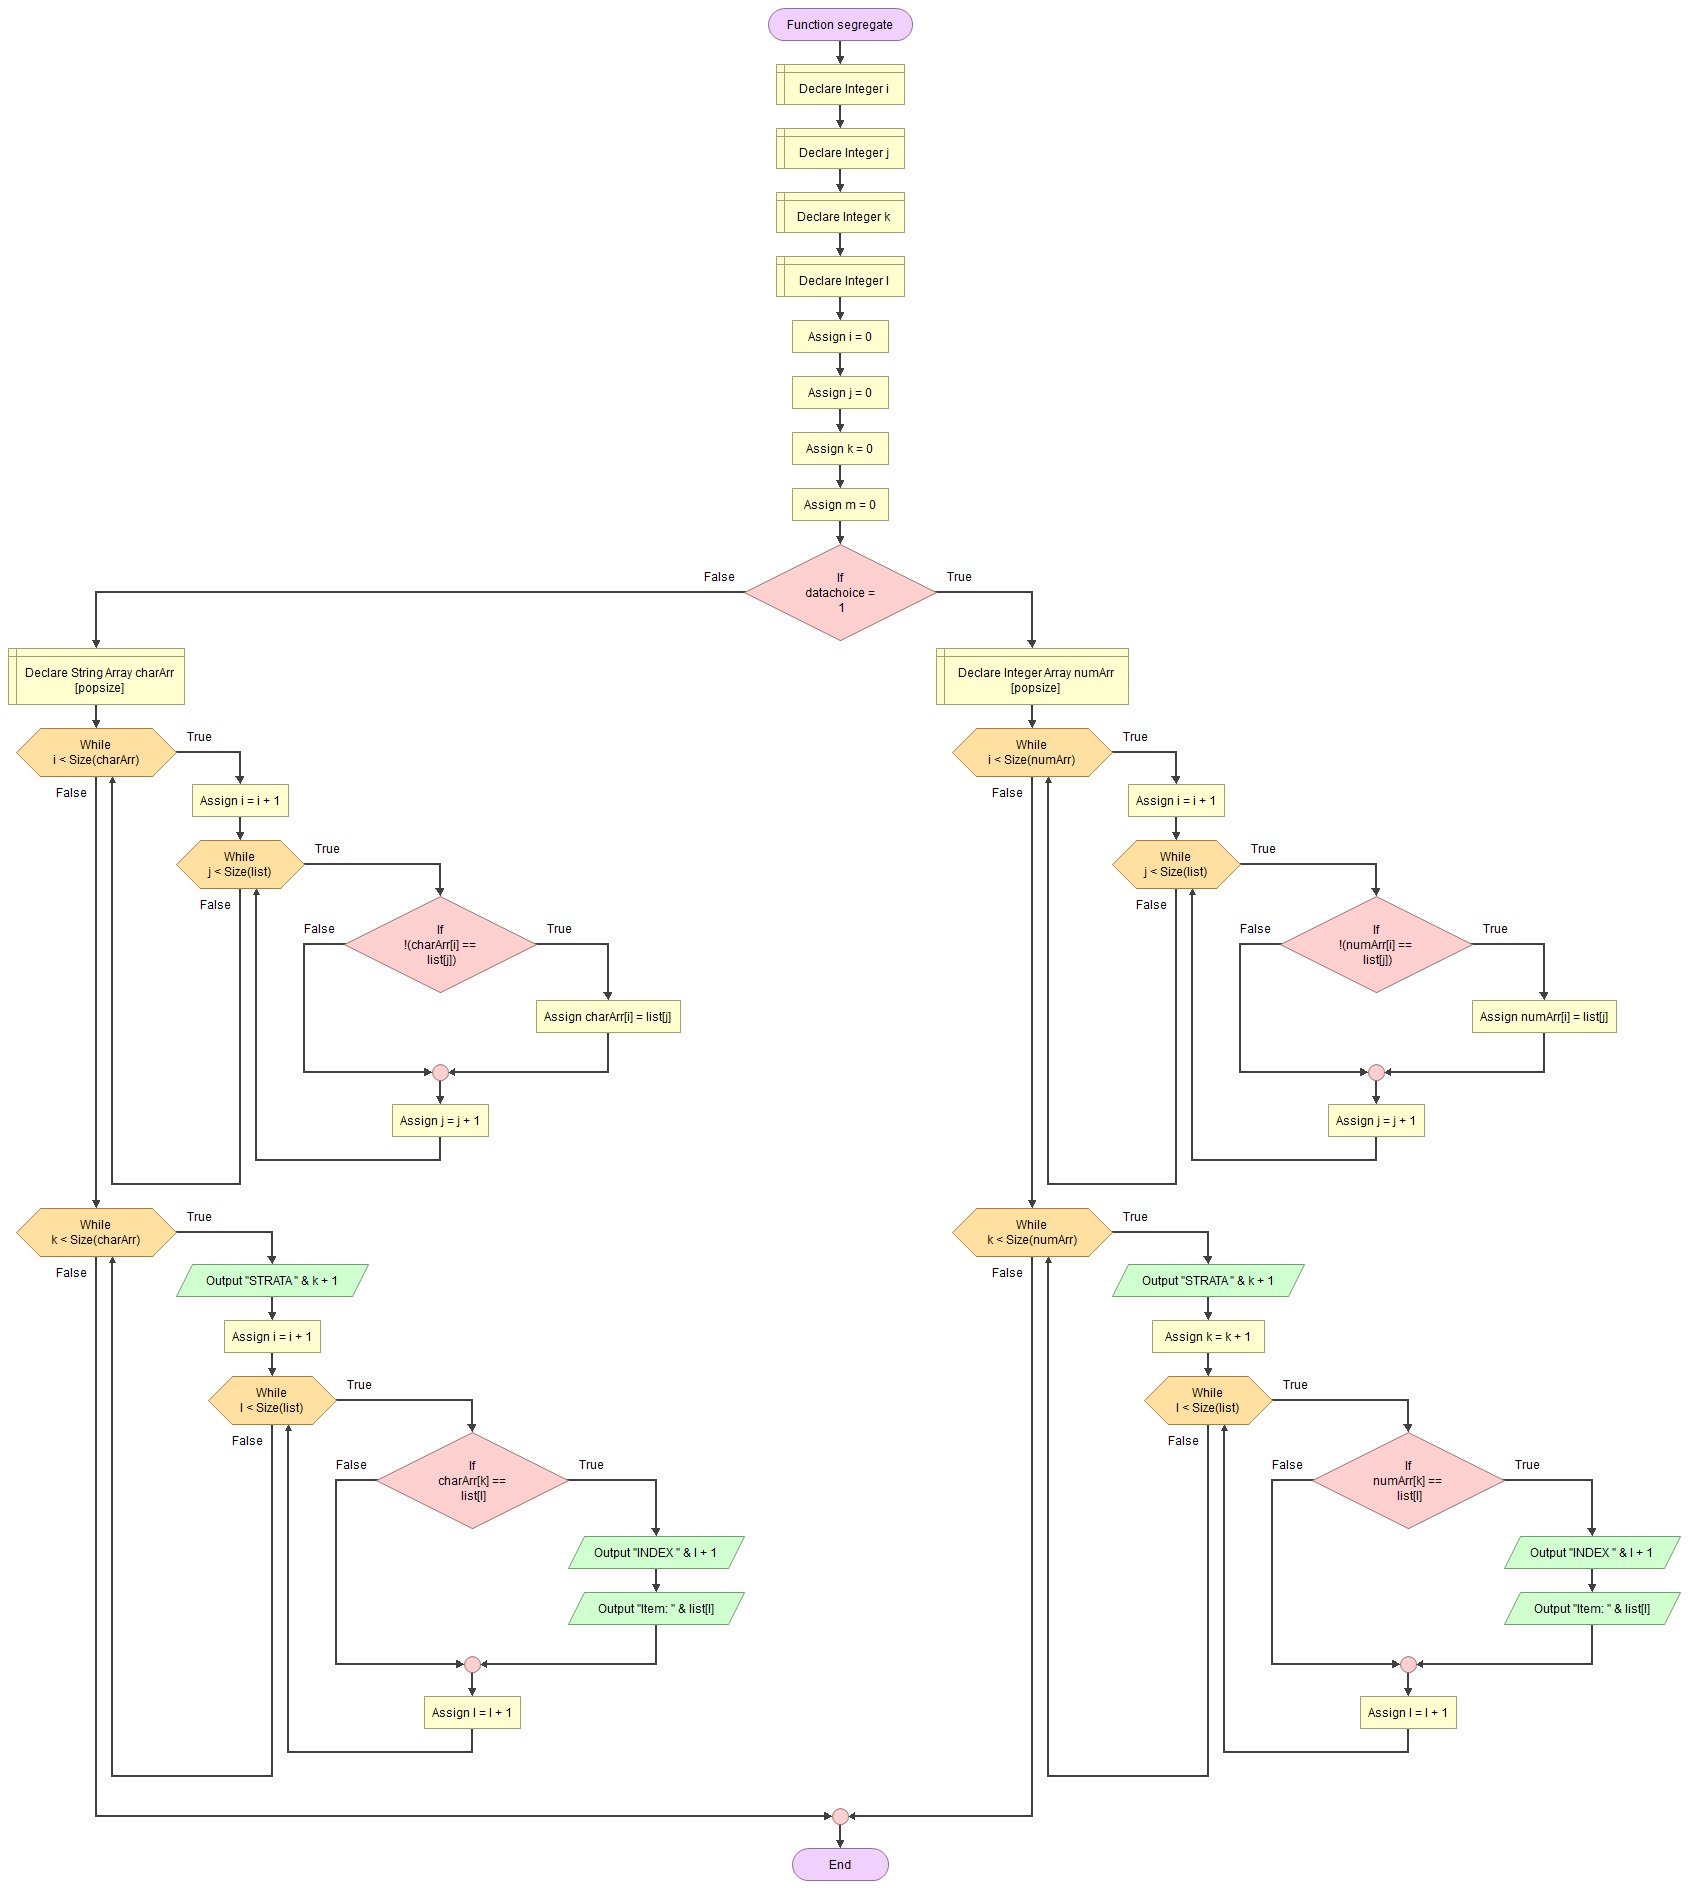 Function segregate
Declare Integer i
Declare Integer j
Declare Integer k
Declare Integer l
Assign i = 0
Assign j = 0
Assign k = 0
Assign m = 0
False
If
datachoice =
1
True
Declare String Array charArr
[popsize]
While
i < Size(charArr)
True
False
Assign i = i + 1
While
j < Size(list)
True
False
If
!(charArr[i] ==
list[j])
False
True
Assign charArr[i] = list[j]
Assign j = j + 1
While
k < Size(charArr)
True
False
Output "STRATA " & k + 1
Assign i = i + 1
While
l < Size(list)
True
False
If
charArr[k] ==
list[l]
False
True
Output "INDEX " & l + 1
Output "Item: " & list[l]
Assign l = l + 1
Declare Integer Array numArr
[popsize]
While
i < Size(numArr)
True
False
Assign i = i + 1
While
j < Size(list)
True
False
If
!(numArr[i] ==
list[j])
False
True
Assign numArr[i] = list[j]
Assign j = j + 1
While
k < Size(numArr)
True
False
Output "STRATA " & k + 1
Assign k = k + 1
While
l < Size(list)
True
False
If
numArr[k] ==
list[l]
False
True
Output "INDEX " & l + 1
Output "Item: " & list[l]
Assign l = l + 1
End